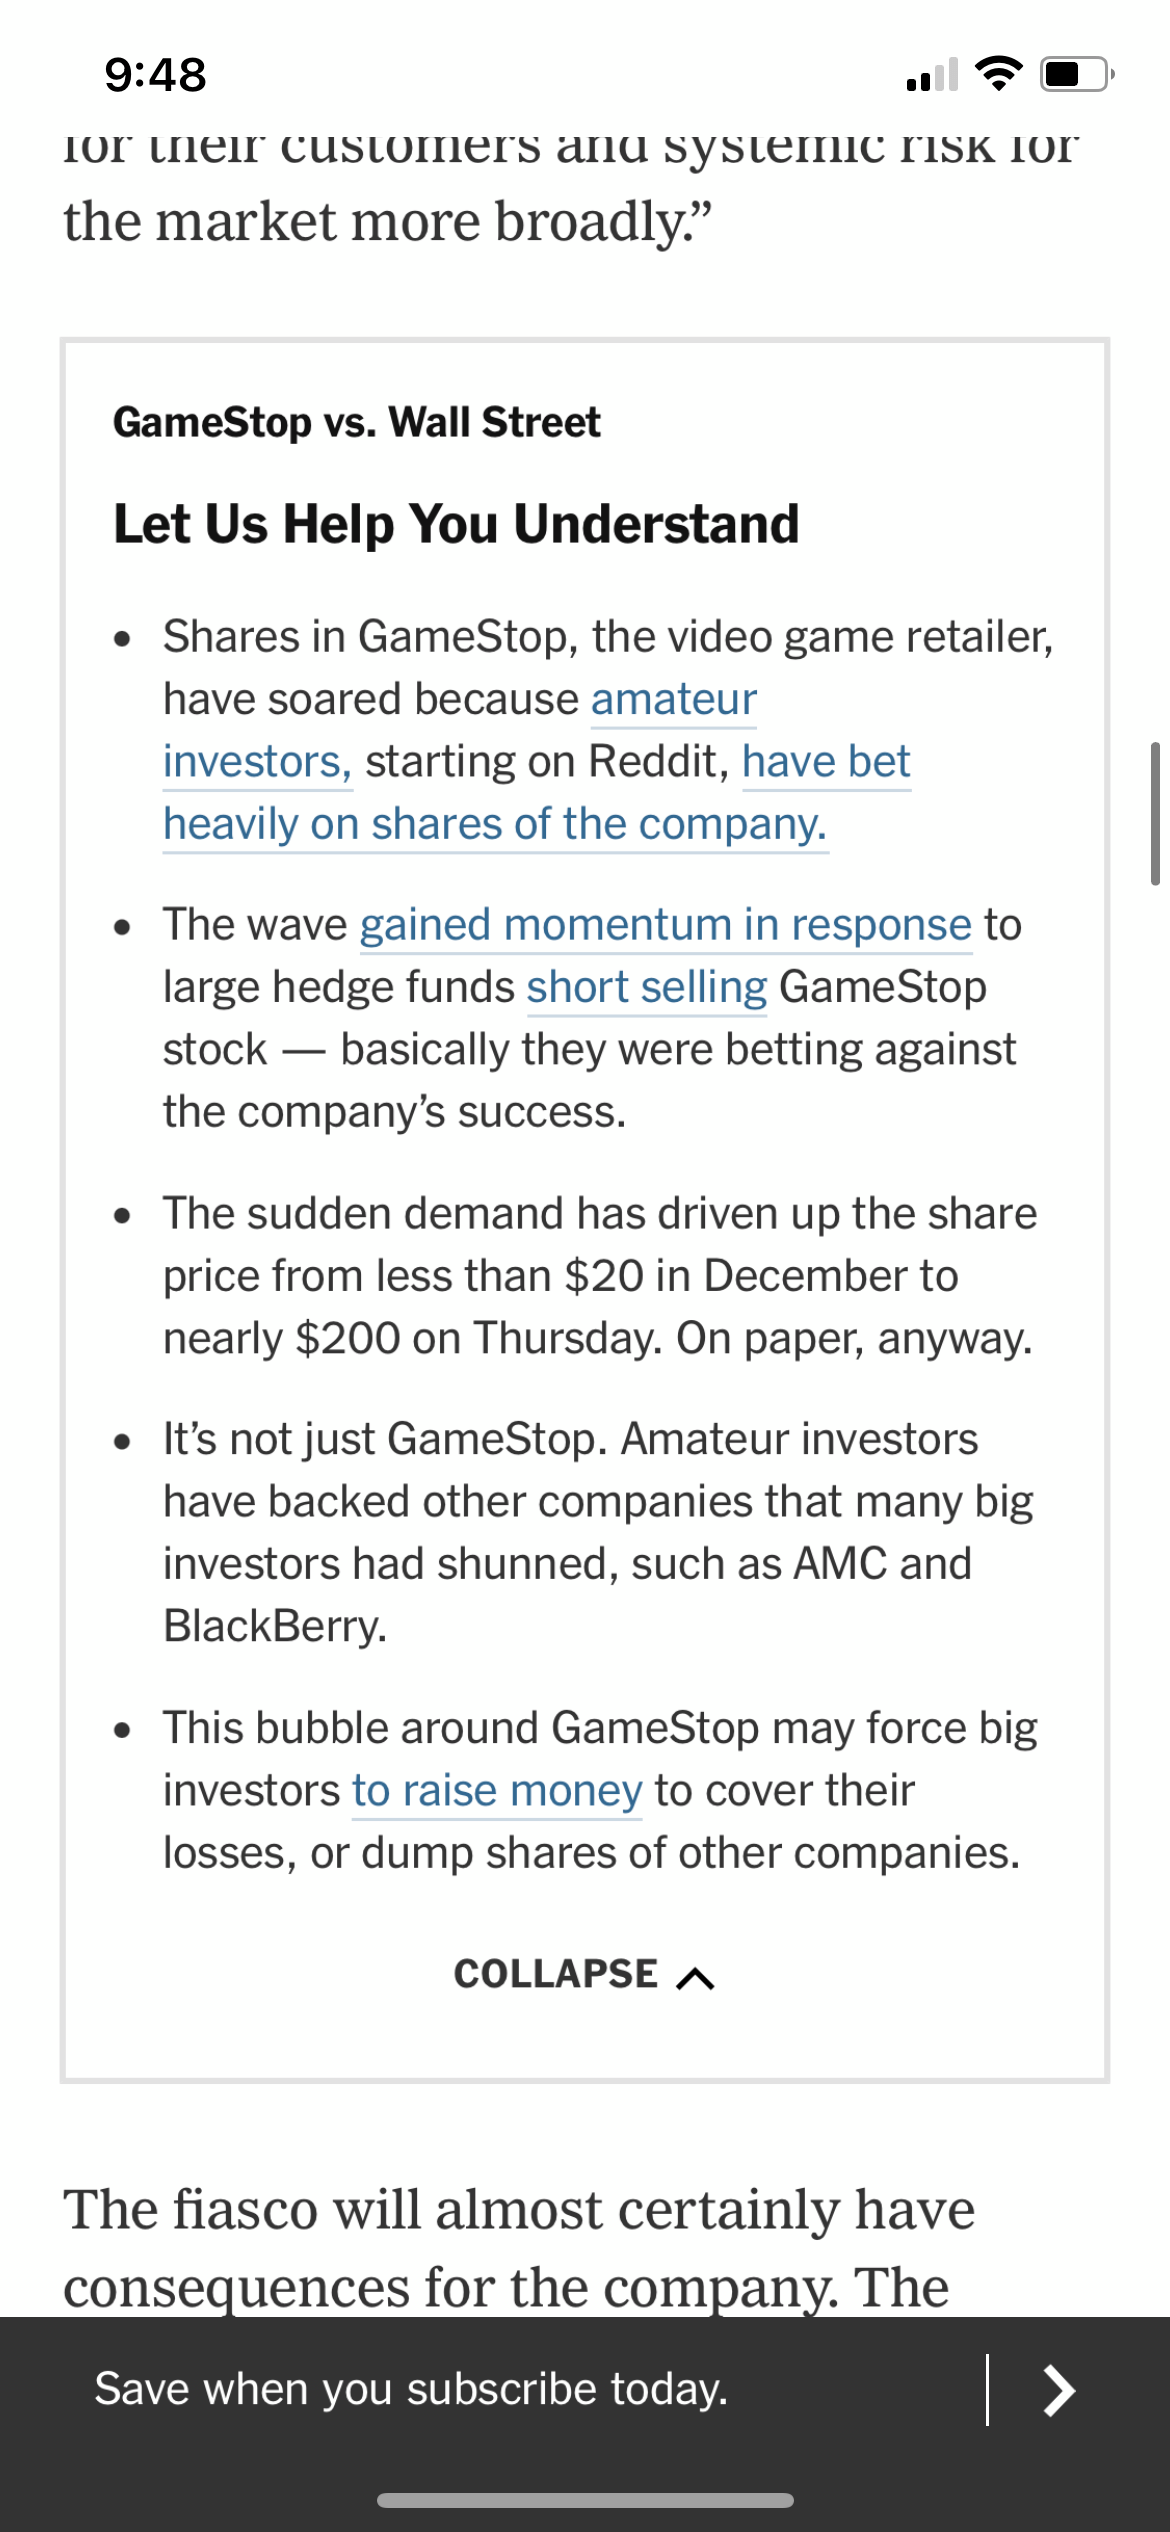 9:48
for their customers and systemic risk for
the market more broadly.”
GameStop vs. Wall Street
Let Us Help You Understand
• Shares in GameStop, the video game retailer,
have soared because amateur
investors, starting on Reddit, have bet
heavily on shares of the company.
• The wave gained momentum in response to
large hedge funds short selling GameStop
stock — basically they were betting against
the company’s success.
• The sudden demand has driven up the share
price from less than $20 in December to
nearly $200 on Thursday. On paper, anyway.
• It’s not just GameStop. Amateur investors
have backed other companies that many big
investors had shunned, such as AMC and
BlackBerry.
• This bubble around GameStop may force big
investors to raise money to cover their
losses, or dump shares of other companies.
COLLAPSE
The fiasco will almost certainly have
consequences for the company. The
Save when you subscribe today.